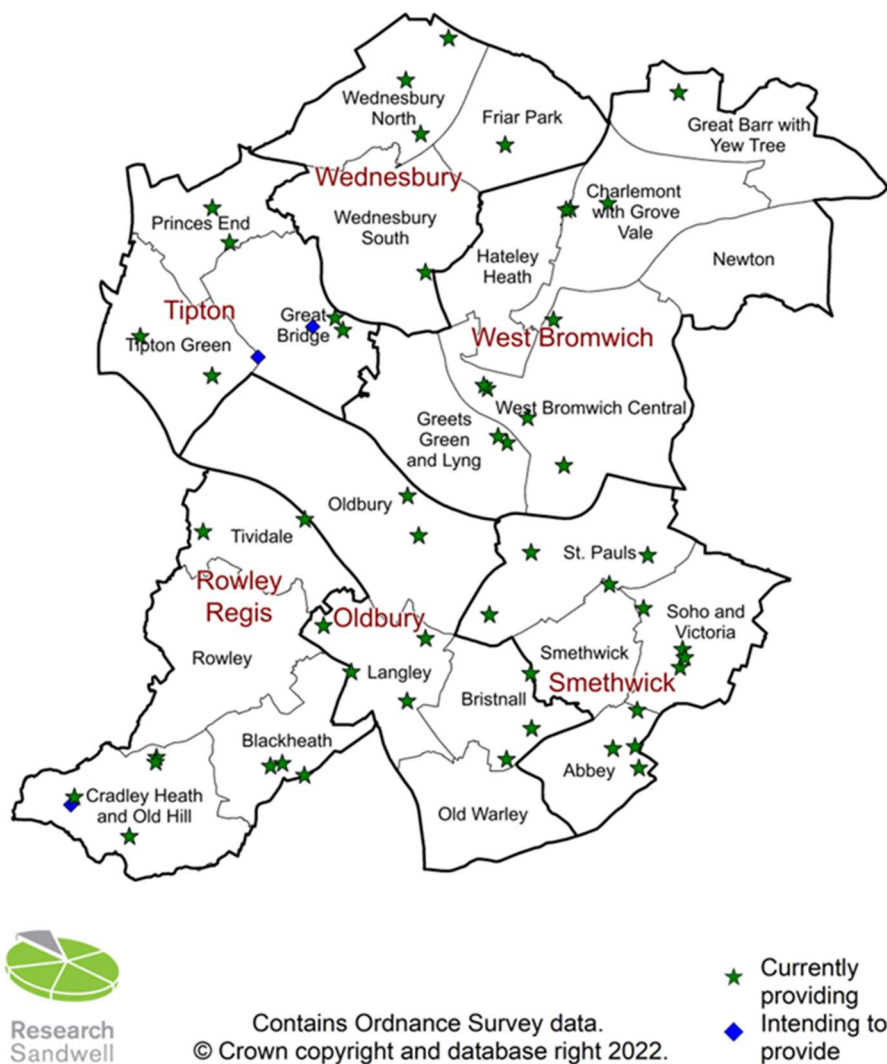 Wednesbury
North
Friar Park
Great Barr with
Yew Tree
Wednesbury
Charlemont
with Grove
Vale
Princes End
Wednesbury
South
Hateley
Heath
Newton
Tipton
Great
Bridge
Tipton Green
West Bromwich
West Bromwich Central
Greets
Green
and Lyng
Oldbury
Tividale
St. Pauls
Rowley
Regis
Oldbury
Soho and
Victoria
Smethwick
Rowley
Langley
Smethwick
Bristnall
Blackheath
Abbey
Cradley Heath
and Old Hill
Old Warley
Research
Sandwell
Contains Ordnance Survey data.
© Crown copyright and database right 2022.
Currently
providing
Intending to
provide